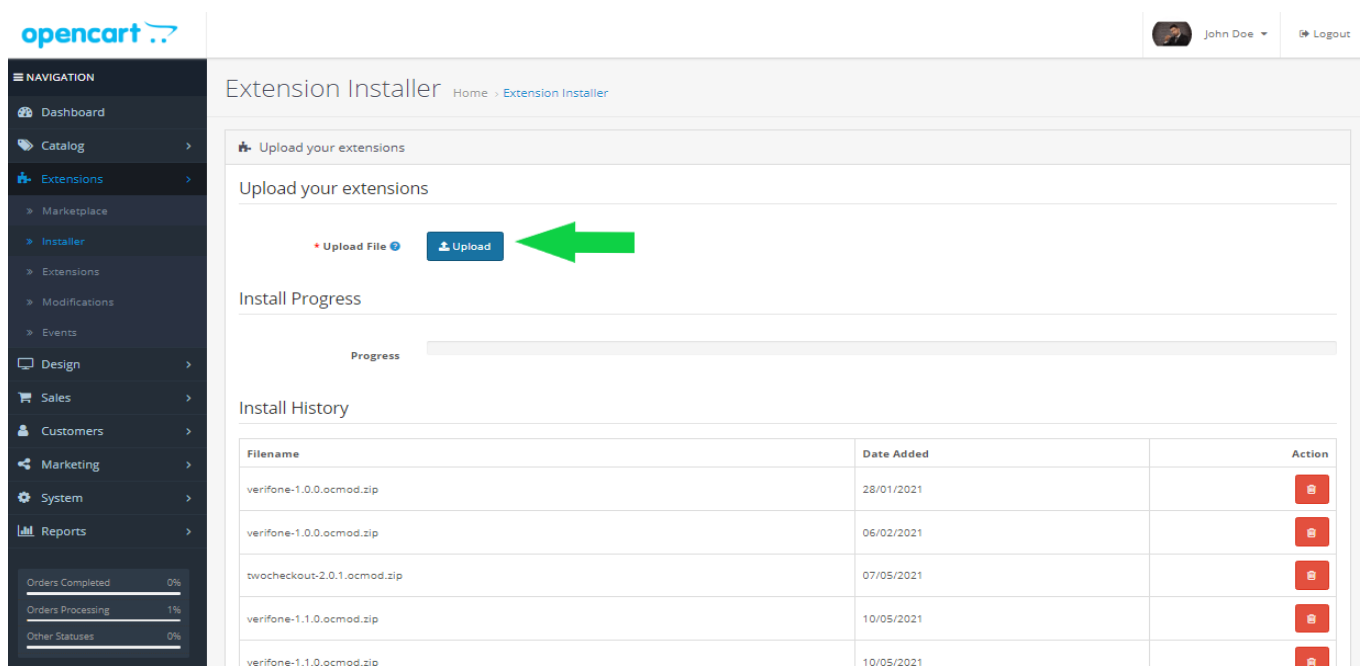 opencart
John Doe
Logout
NAVIGATION
Dashboard
Catalog
Extensions
» Marketplace
» Installer
» Extensions
» Modifications
» Events
Design
Sales
Customers
Marketing
System
Reports
Orders Completed 0%
Orders Processing 1%
Other Statuses 0%
Extension Installer Home › Extension Installer
Upload your extensions
Upload your extensions
* Upload File ? Upload
Install Progress
Progress
Install History
Filename Date Added Action
verifone-1.0.0.ocmod.zip 28/01/2021
verifone-1.0.0.ocmod.zip 06/02/2021
twocheckout-2.0.1.ocmod.zip 07/05/2021
verifone-1.1.0.ocmod.zip 10/05/2021
verifone-1.1.0.ocmod.zip 10/05/2021